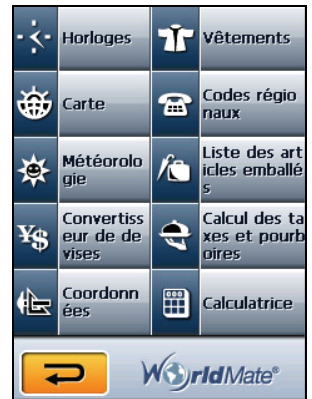 Horloges
Vêtements
Carte
Codes régio
naux
Météorolo
gie
Liste des art
icles emballé
s
Convertiss
eur de de
vises
Calcul des ta
xes et pourb
oires
Coordonn
ées
Calculatrice
WorldMate®